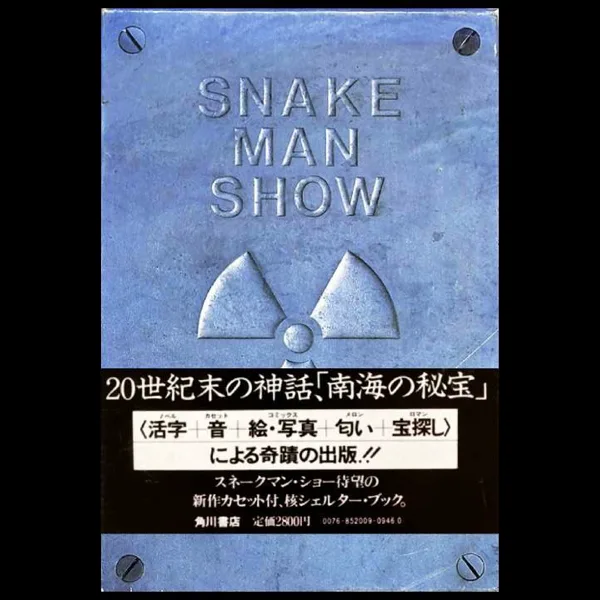 SNAKE
MAN
SHOW
20世紀末の神話、「南海の秘宝」
ノベル カセット コミックス メロン ロマン
〈活字+音+絵・写真+匂い+宝探し〉
による奇蹟の出版.!!
スネークマン・ショー待望の
新作カセット付、核シェルター・ブック。
角川書店 定価2800円 0076-852009-0946.0